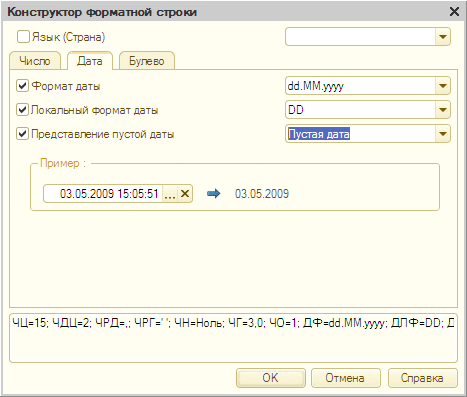 Конструктор форматной строки
Язык (Страна)
Число Дата Булево
Формат даты dd.MM.yyyy
Локальный формат даты DD
Представление пустой даты Пустая дата
Пример :
03.05.2009 15:05:51 ... 03.05.2009
ЧЦ=15; ЧДЦ=2; ЧРД=,; ЧРГ=' '; ЧН=Ноль; ЧГ=3,0; ЧО=1; ДФ=dd.MM.yyyy; ДЛФ=DD; Д
OK Отмена Справка